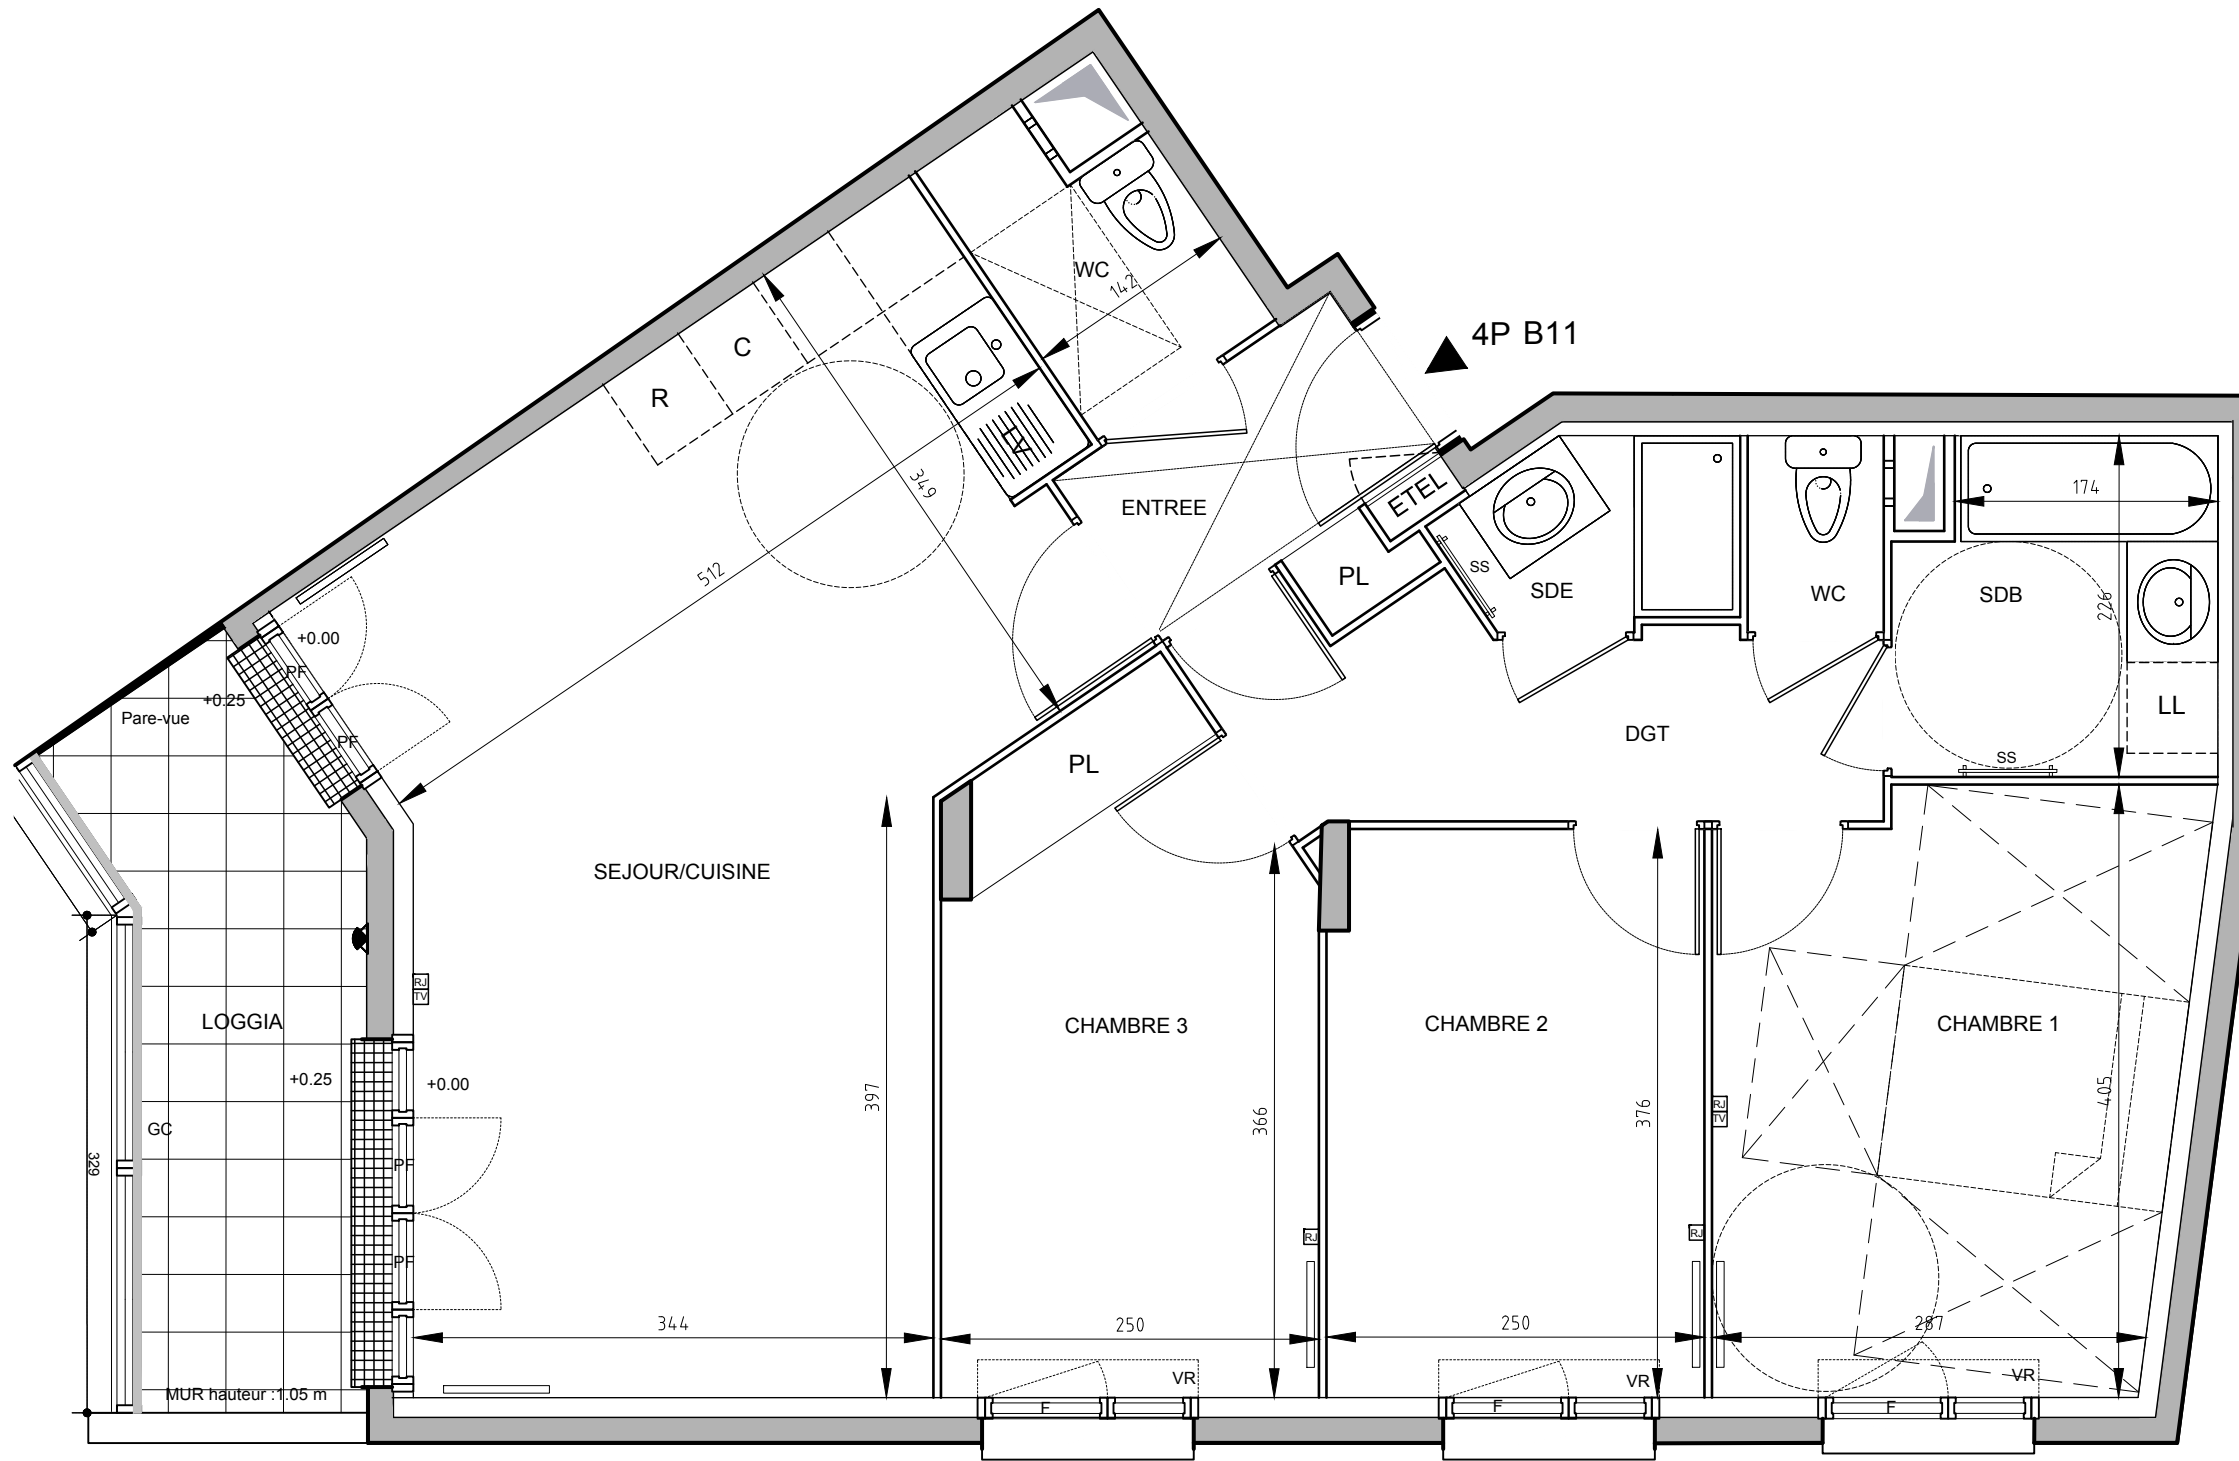 WC
142
4P B11
C
R
EV
349
ENTREE
ETEL
174
512
PL
SS
SDE
WC
SDB
226
+0.00
PF
+0.25
Pare-vue
PF
LL
DGT
SS
PL
SEJOUR/CUISINE
RJ
TV
LOGGIA
CHAMBRE 3
CHAMBRE 2
CHAMBRE 1
+0.25
+0.00
397
366
376
405
RJ
TV
GC
329
PF
RJ
RJ
PF
344
250
250
287
VR
VR
VR
MUR hauteur :1.05 m
F
F
F